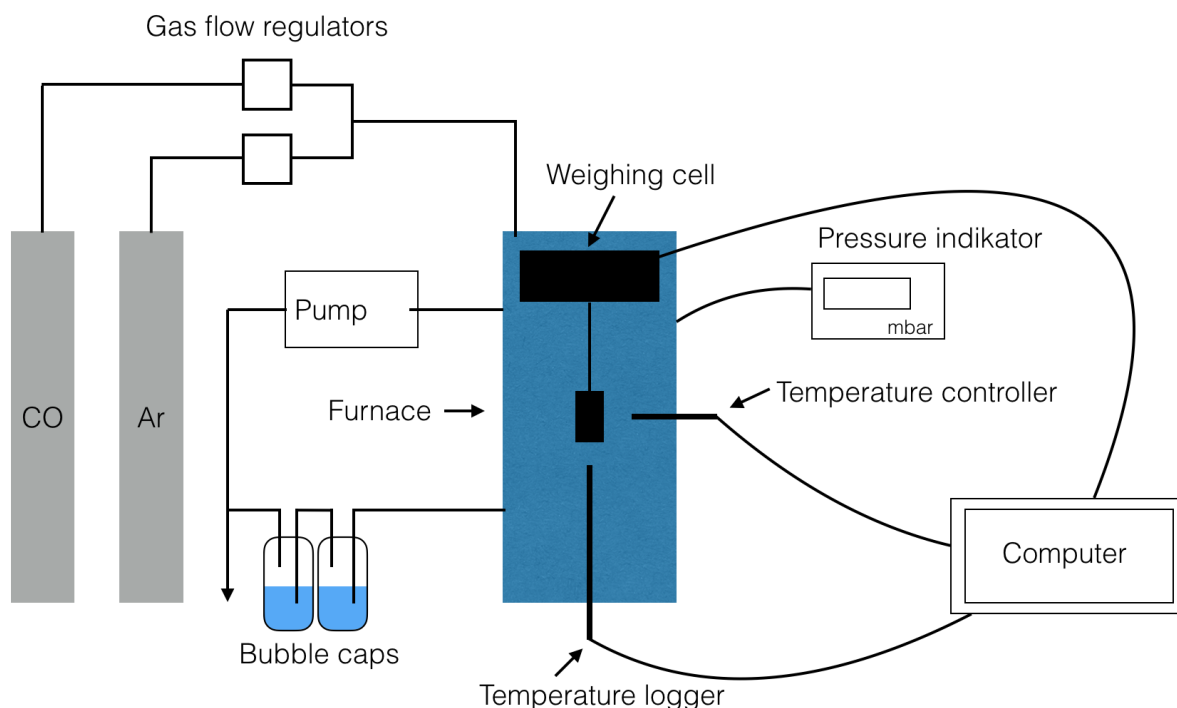 Gas flow regulators
Weighing cell
Pressure indikator
mbar
Pump
Temperature controller
Furnace
CO
Ar
Computer
Bubble caps
Temperature logger